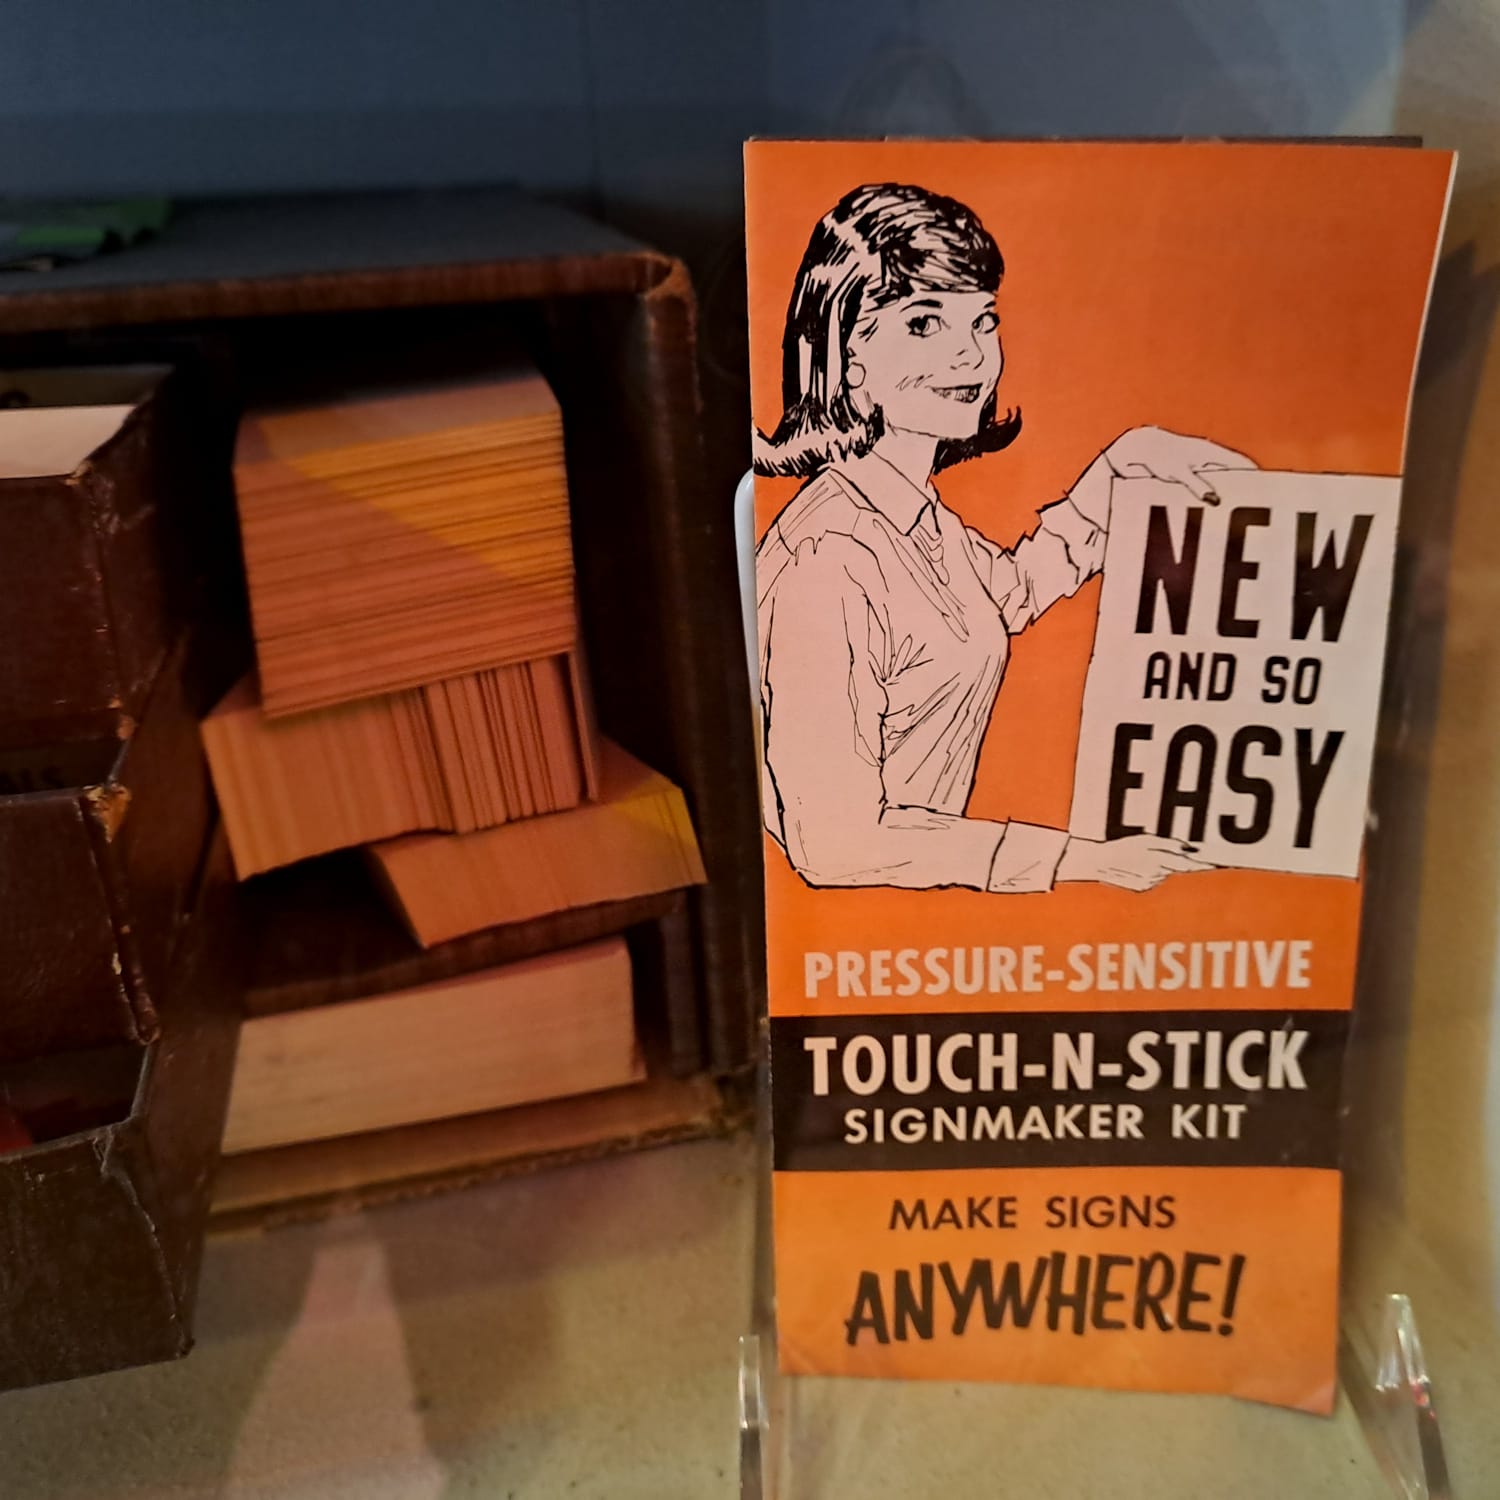 NEW
AND SO
EASY
PRESSURE-SENSITIVE
TOUCH-N-STICK
SIGNMAKER KIT
MAKE SIGNS
ANYWHERE!